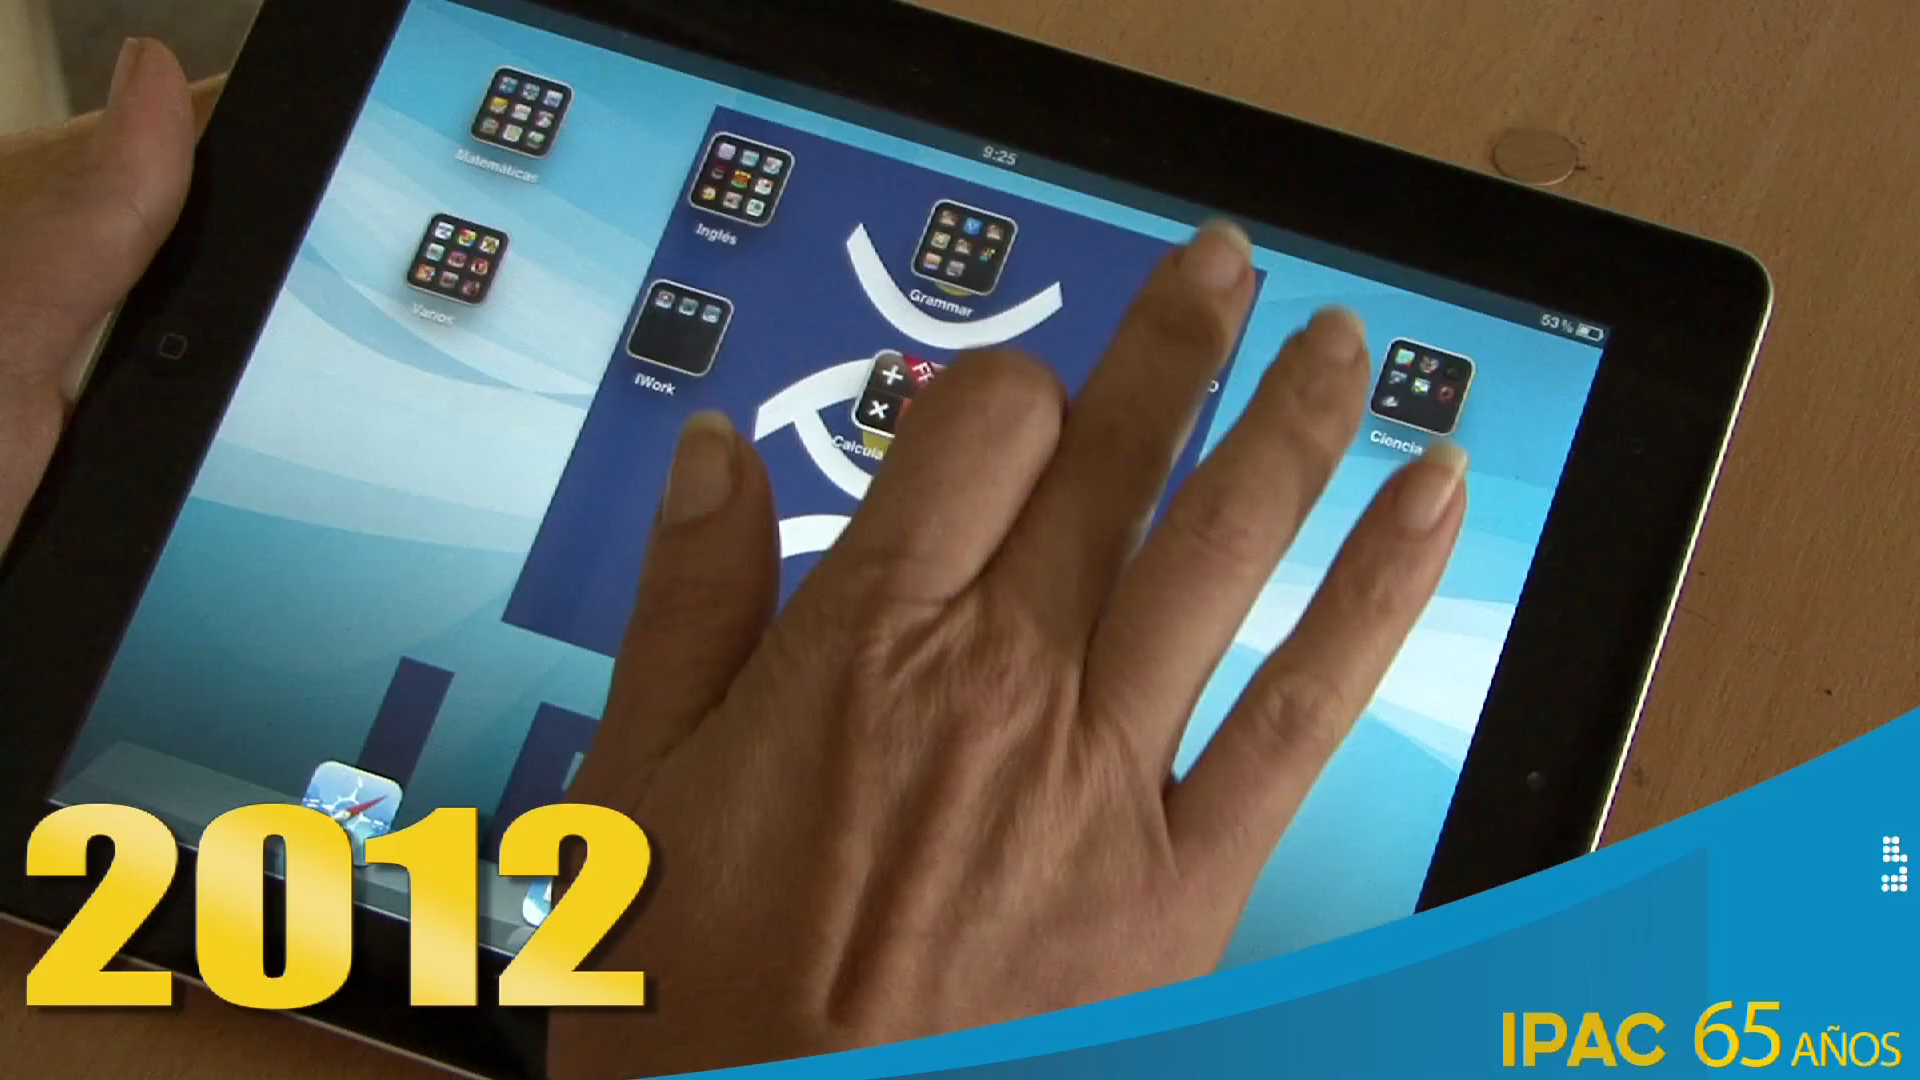 9:25
53 %
Matemáticas
Inglés
Grammar
Varios
iWork
Calcula
Ciencia
2012
IPAC 65 AÑOS